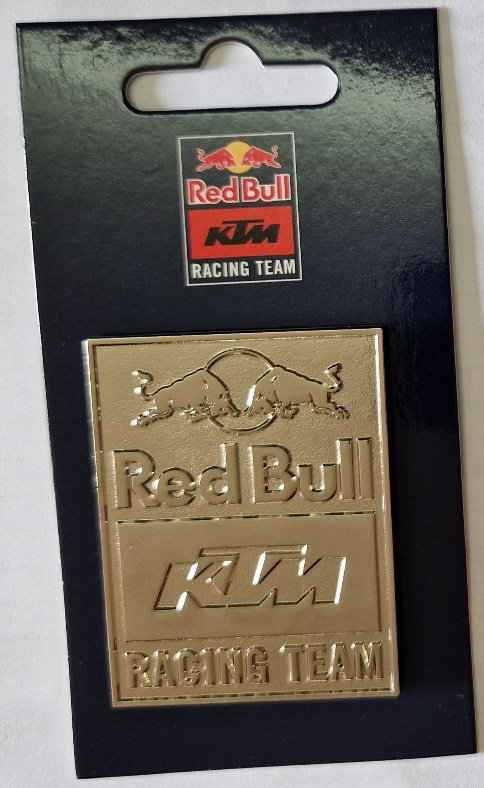 Red Bull
KTM
RACING TEAM
Red Bull
KTM
RACING TEAM